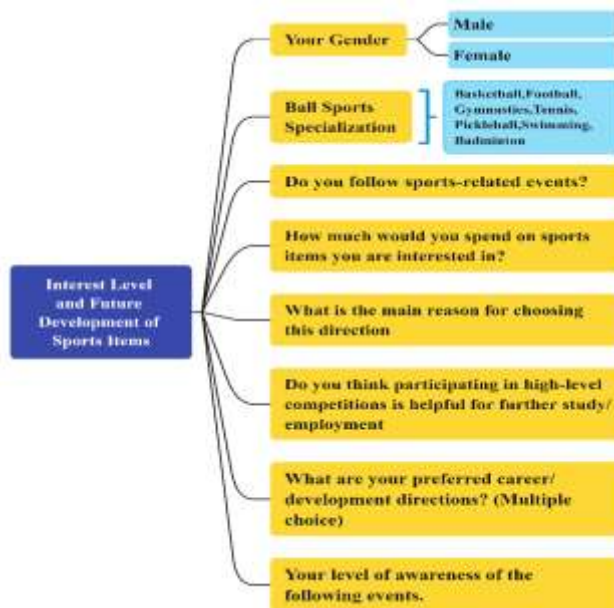 Your Gender
Male
Female
Ball Sports
Specialization
Basketball,Football,
Gymnastics,Tennis,
Pickleball,Swimming,
Badminton
Do you follow sports-related events?
How much would you spend on sports
items you are interested in?
Interest Level
and Future
Development of
Sports Items
What is the main reason for choosing
this direction
Do you think participating in high-level
competitions is helpful for further study/
employment
What are your preferred career/
development directions? (Multiple
choice)
Your level of awareness of the
following events.